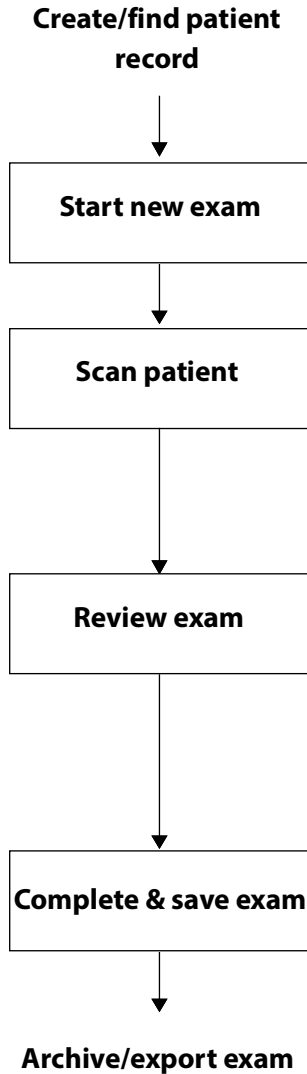 Create/find patient
record
Start new exam
Scan patient
Review exam
Complete & save exam
Archive/export exam